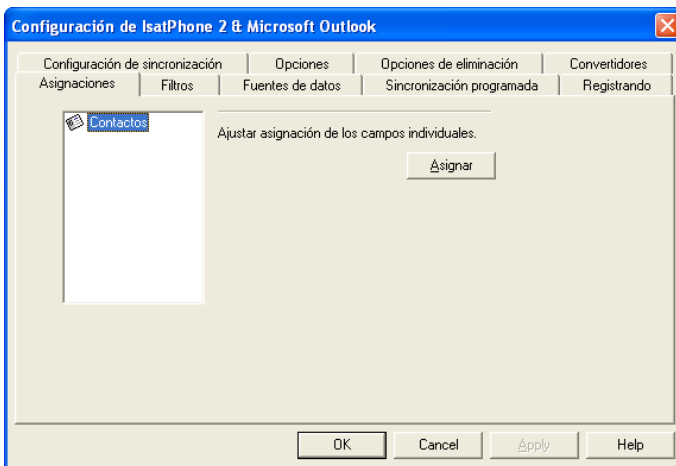 Configuración de IsatPhone 2 & Microsoft Outlook
Configuración de sincronización Opciones Opciones de eliminación Convertidores
Asignaciones Filtros Fuentes de datos Sincronización programada Registrando
Contactos
Ajustar asignación de los campos individuales.
Asignar
OK Cancel Apply Help